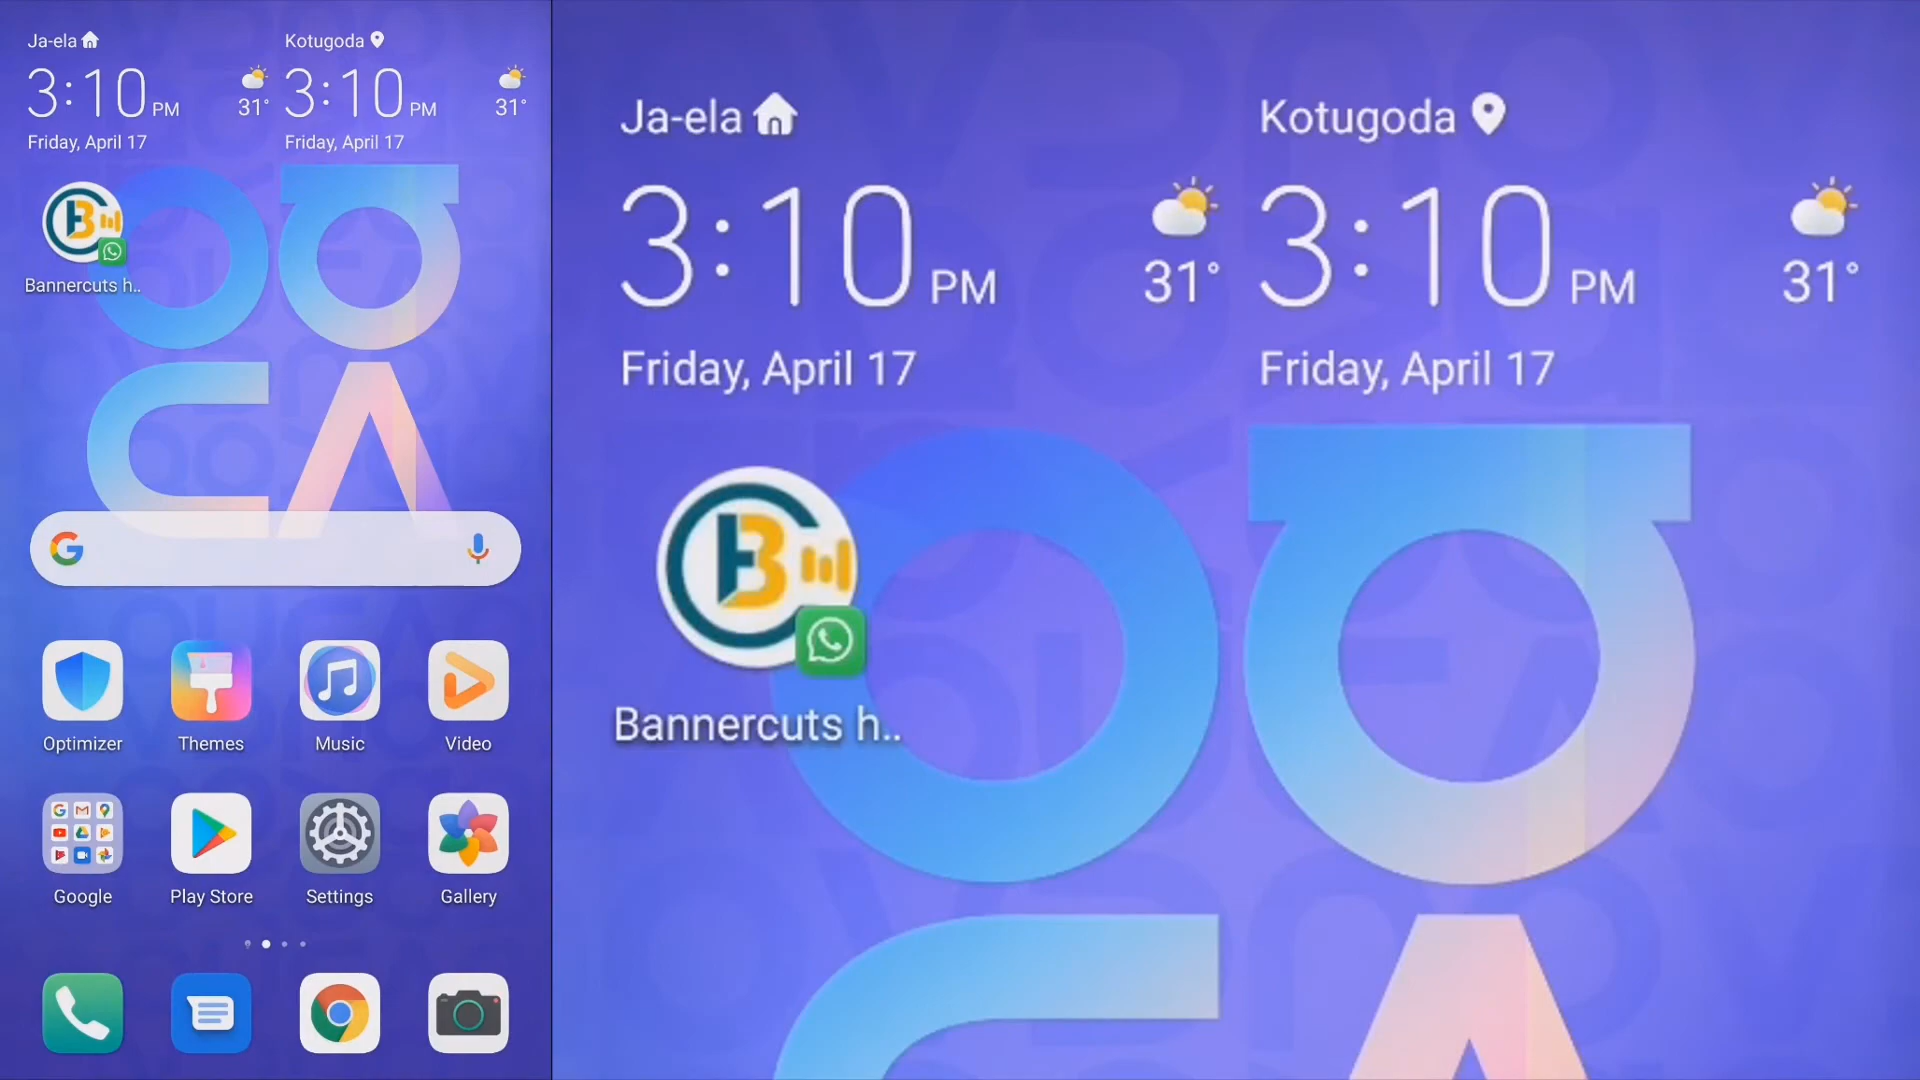 Ja-ela
3:10 PM
31°
Friday, April 17
Kotugoda
3:10 PM
31°
Friday, April 17
Bannercuts h..
Optimizer
Themes
Music
Video
Google
Play Store
Settings
Gallery
Ja-ela
3:10 PM
31°
Friday, April 17
Kotugoda
3:10 PM
31°
Friday, April 17
Bannercuts h..